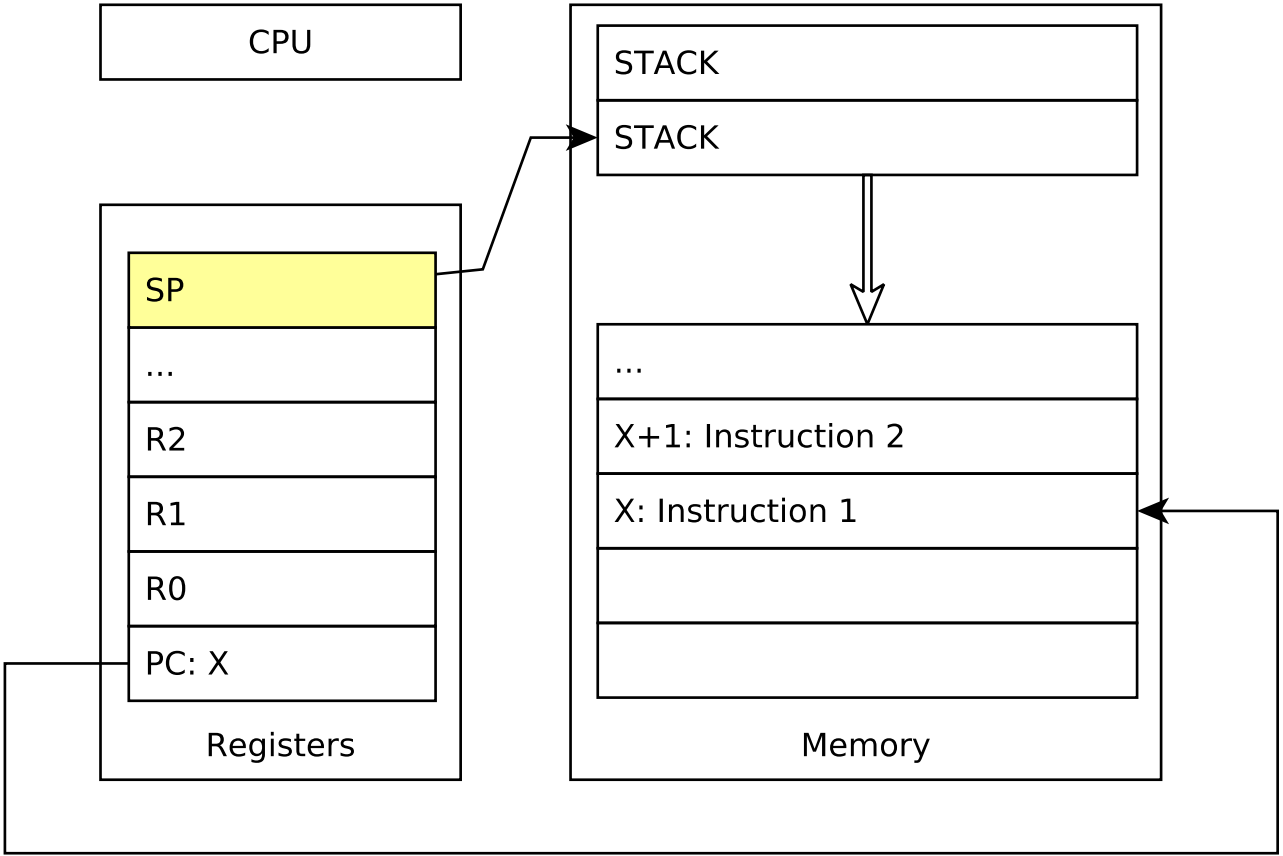 CPU
SP
...
R2
R1
R0
PC: X
Registers
STACK
STACK
...
X+1: Instruction 2
X: Instruction 1
Memory